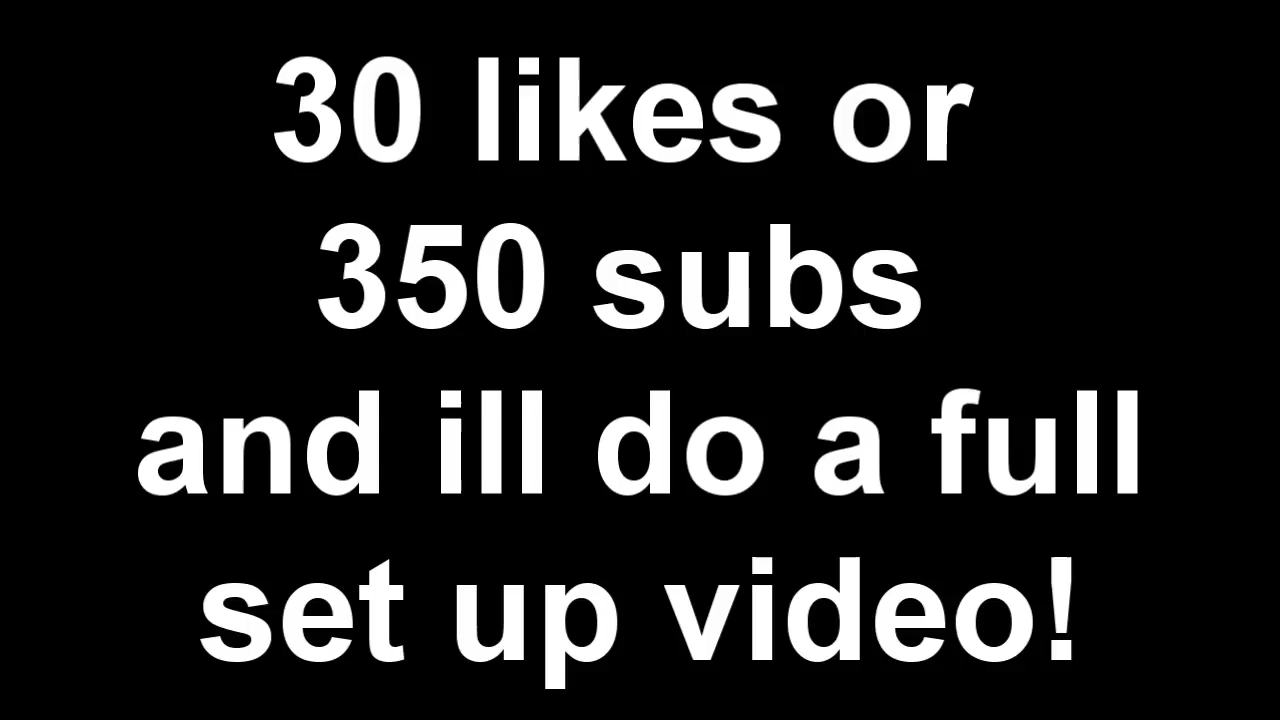 30 likes or
350 subs
and ill do a full
set up video!